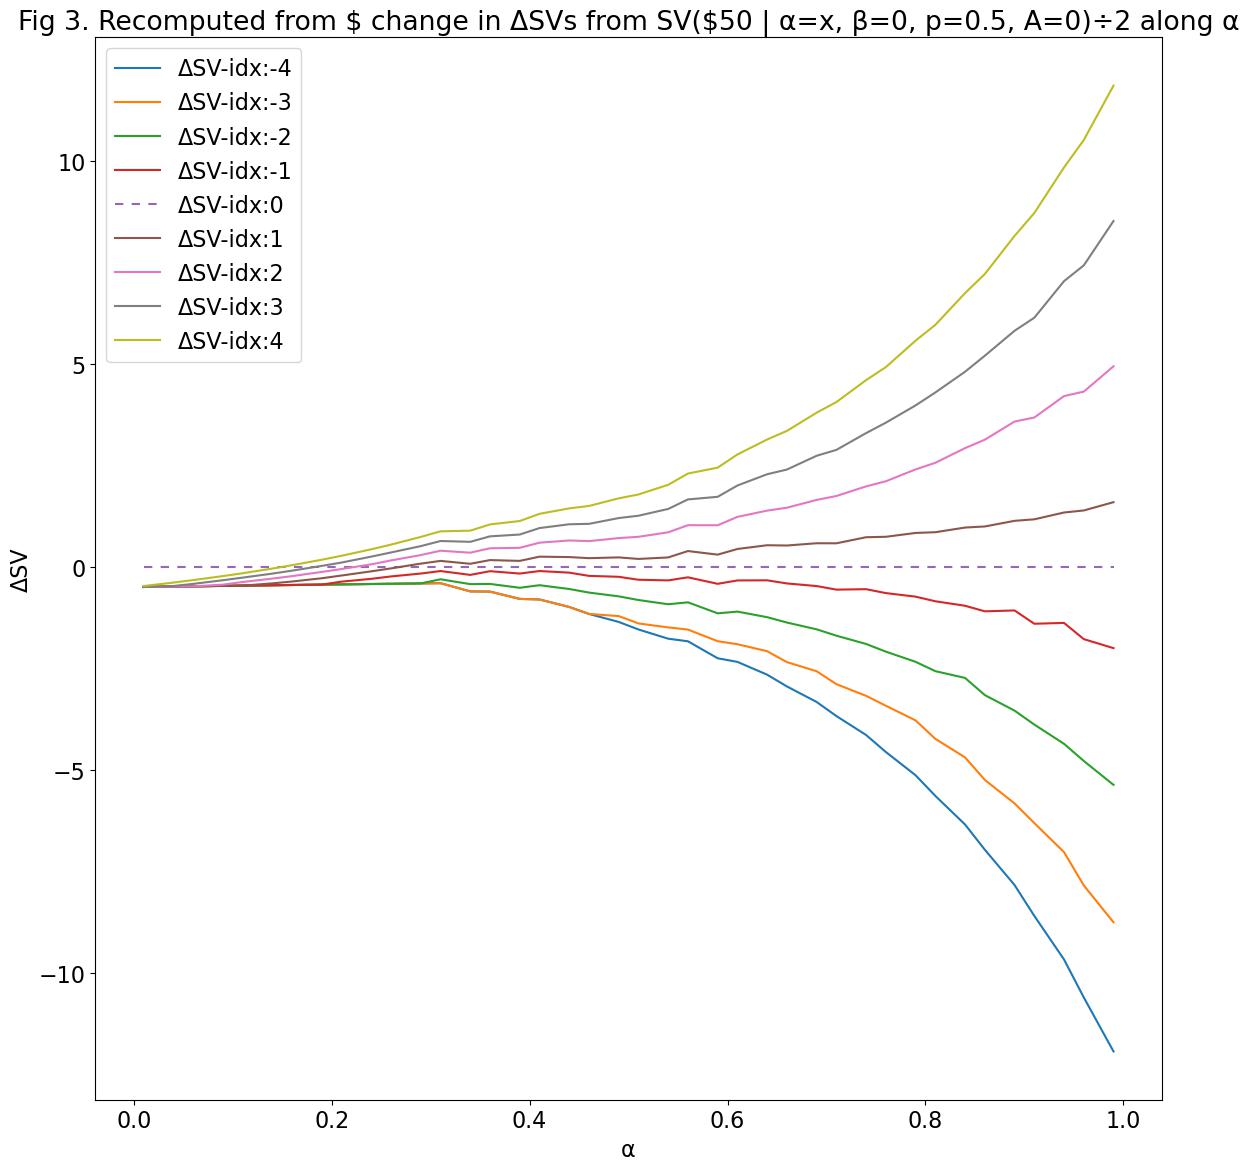 Fig 3. Recomputed from $ change in ΔSVs from SV($50 | α=x, β=0, p=0.5, A=0)÷2 along α
ΔSV-idx:-4
ΔSV-idx:-3
ΔSV-idx:-2
ΔSV-idx:-1
ΔSV-idx:0
ΔSV-idx:1
ΔSV-idx:2
ΔSV-idx:3
ΔSV-idx:4
10
5
0
−5
−10
ΔSV
0.0 0.2 0.4 0.6 0.8 1.0
α